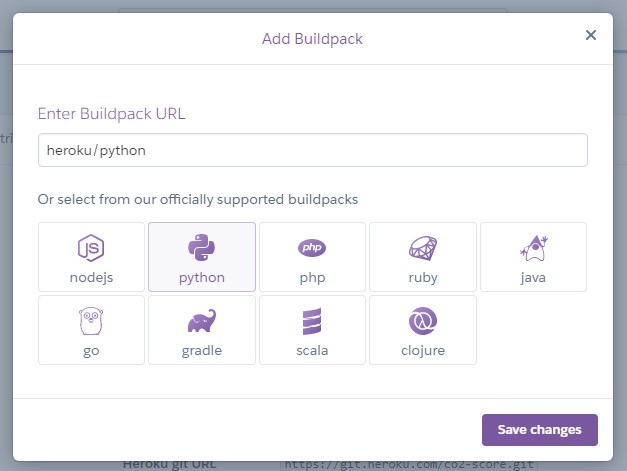 Add Buildpack
Enter Buildpack URL
heroku/python
Or select from our officially supported buildpacks
JS php
nodejs python php ruby java
go gradle scala clojure
Save changes
Heroku git URL https://git.heroku.com/co2-score.git